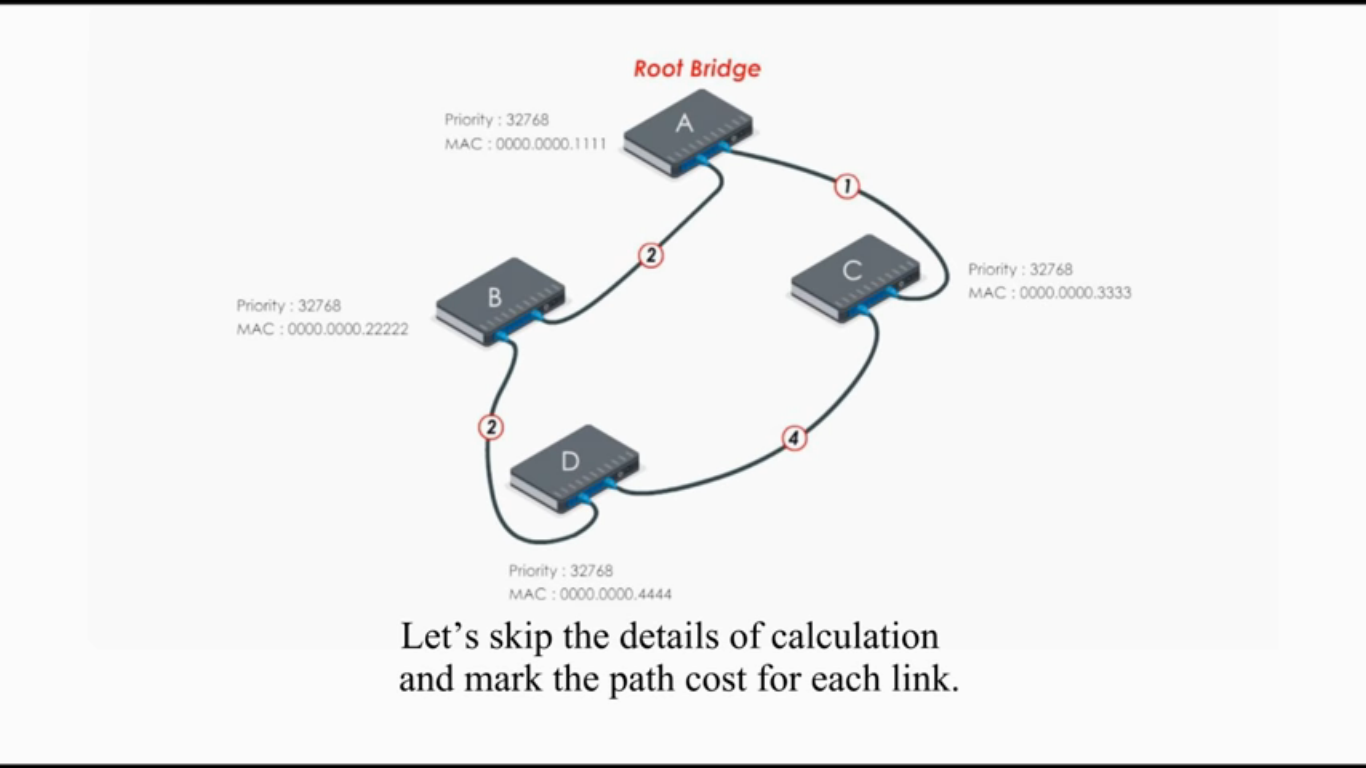 Root Bridge
A
Priority : 32768
MAC : 0000.0000.1111
1
2
C
Priority : 32768
MAC : 0000.0000.3333
B
Priority : 32768
MAC : 0000.0000.22222
2
4
D
Priority : 32768
MAC : 0000.0000.4444
Let's skip the details of calculation
and mark the path cost for each link.